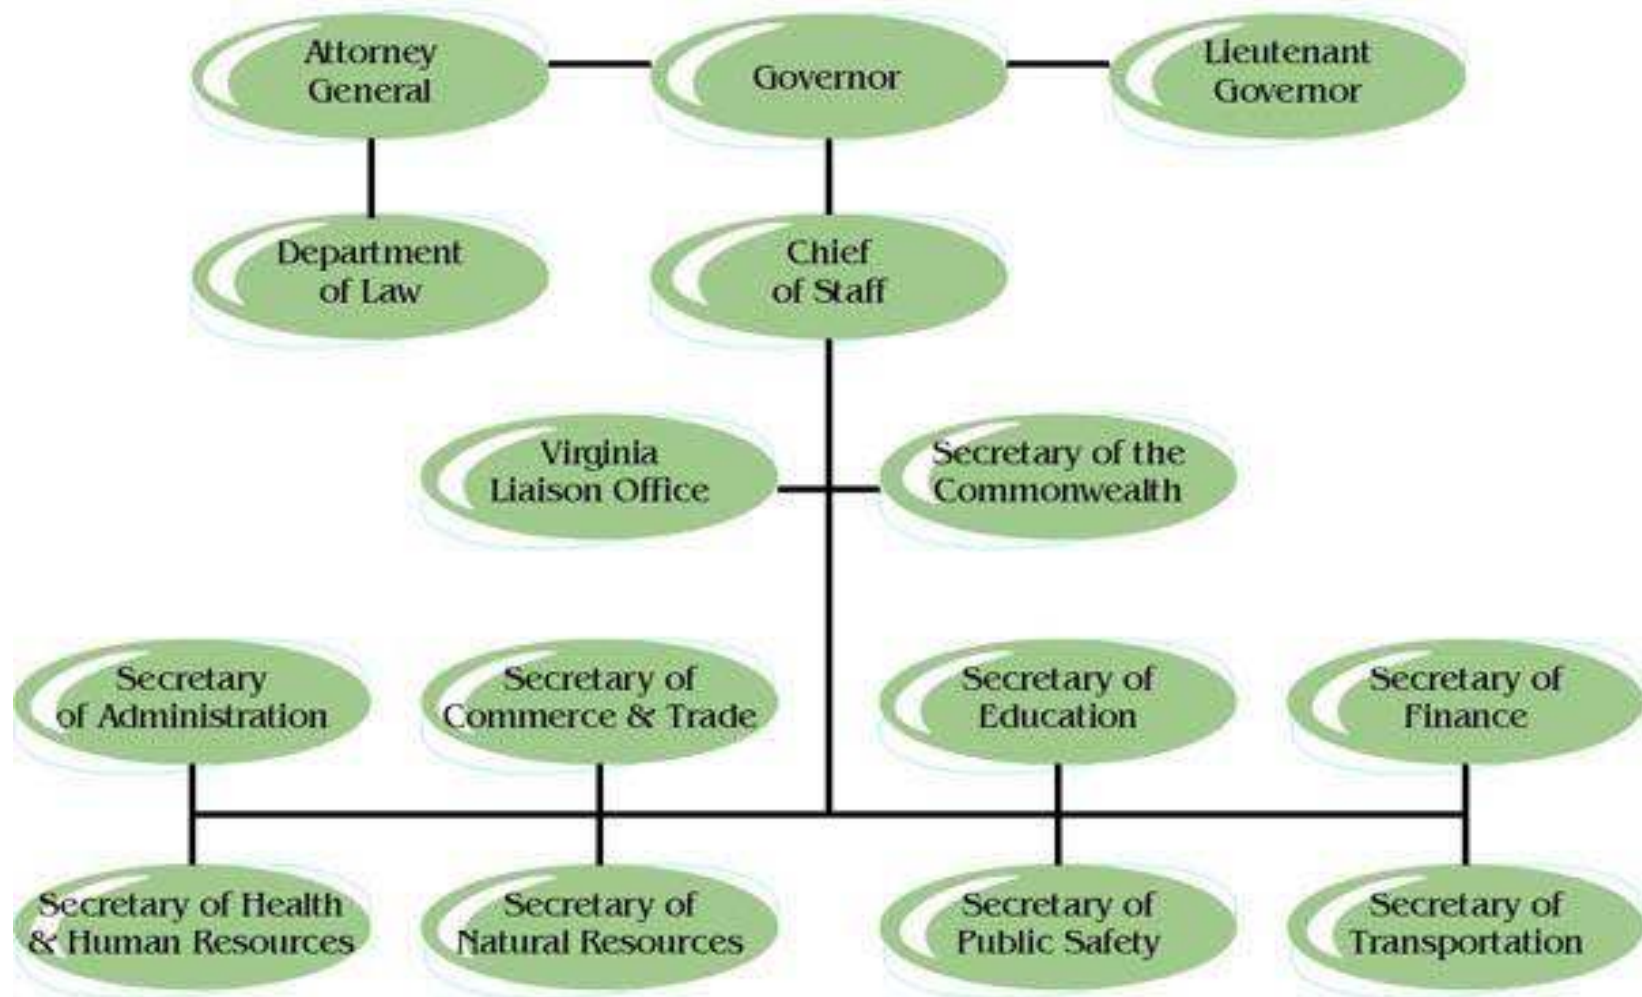 Attorney
General
Governor
Lieutenant
Governor
Department
of Law
Chief
of Staff
Virginia
Liaison Office
Secretary of the
Commonwealth
Secretary
of Administration
Secretary of
Commerce & Trade
Secretary of
Education
Secretary of
Finance
Secretary of Health
& Human Resources
Secretary of
Natural Resources
Secretary of
Public Safety
Secretary of
Transportation